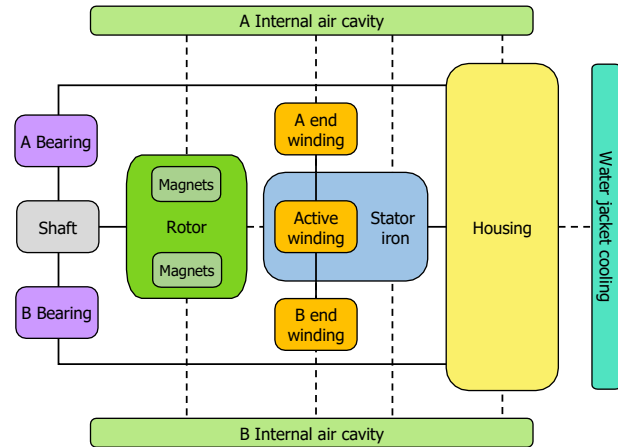 A Internal air cavity
A Bearing
A end
winding
Magnets
Shaft
Rotor
Active
winding
Stator
iron
Housing
Water jacket cooling
Magnets
B Bearing
B end
winding
B Internal air cavity